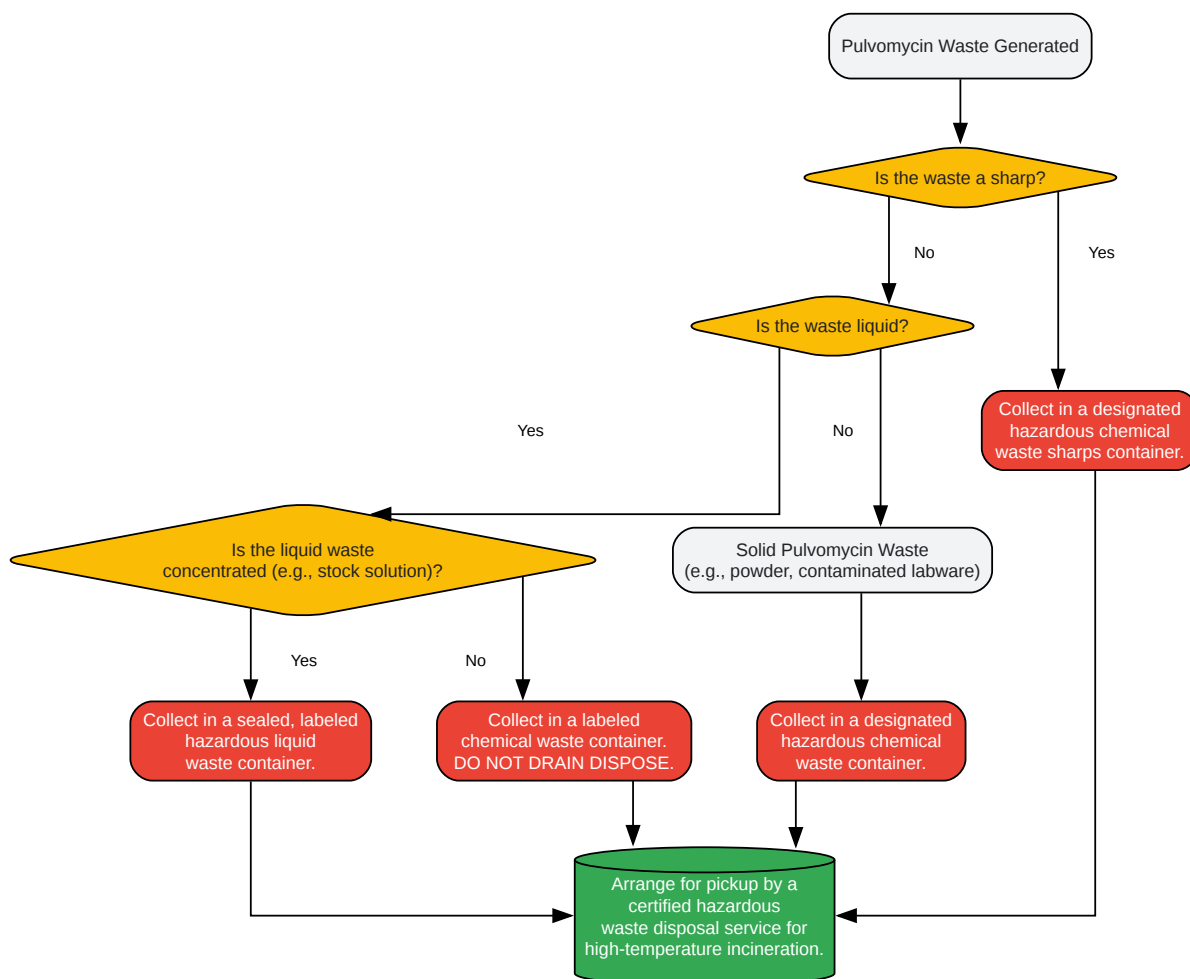 Pulvomycin Waste Generated
Is the waste a sharp?
No
Yes
Is the waste liquid?
Collect in a designated
hazardous chemical
waste sharps container.
Yes
No
Is the liquid waste
concentrated (e.g., stock solution)?
Solid Pulvomycin Waste
(e.g., powder, contaminated labware)
Yes
No
Collect in a sealed, labeled
hazardous liquid
waste container.
Collect in a labeled
chemical waste container.
DO NOT DRAIN DISPOSE.
Collect in a designated
hazardous chemical
waste container.
Arrange for pickup by a
certified hazardous
waste disposal service for
high-temperature incineration.